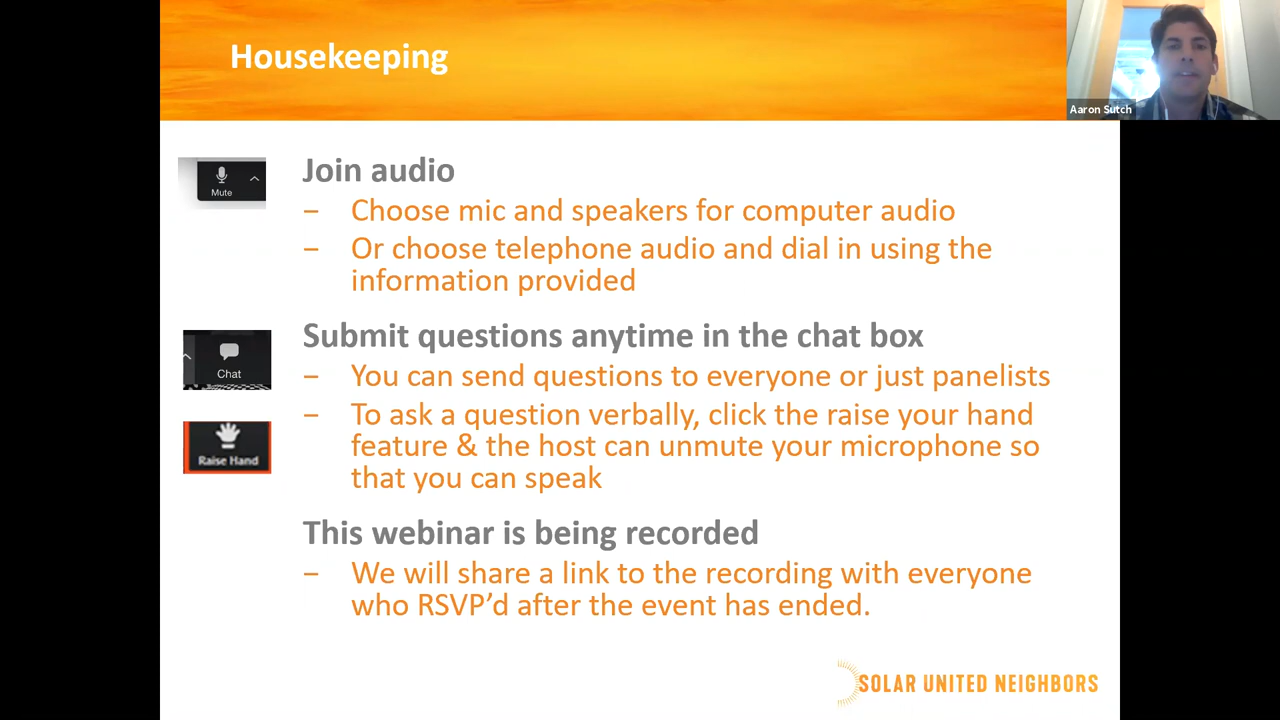 Housekeeping
Aaron Sutch
Mute
Join audio
– Choose mic and speakers for computer audio
– Or choose telephone audio and dial in using the
information provided
Chat
Submit questions anytime in the chat box
– You can send questions to everyone or just panelists
Raise Hand
– To ask a question verbally, click the raise your hand
feature & the host can unmute your microphone so
that you can speak
This webinar is being recorded
– We will share a link to the recording with everyone
who RSVP’d after the event has ended.
SOLAR UNITED NEIGHBORS